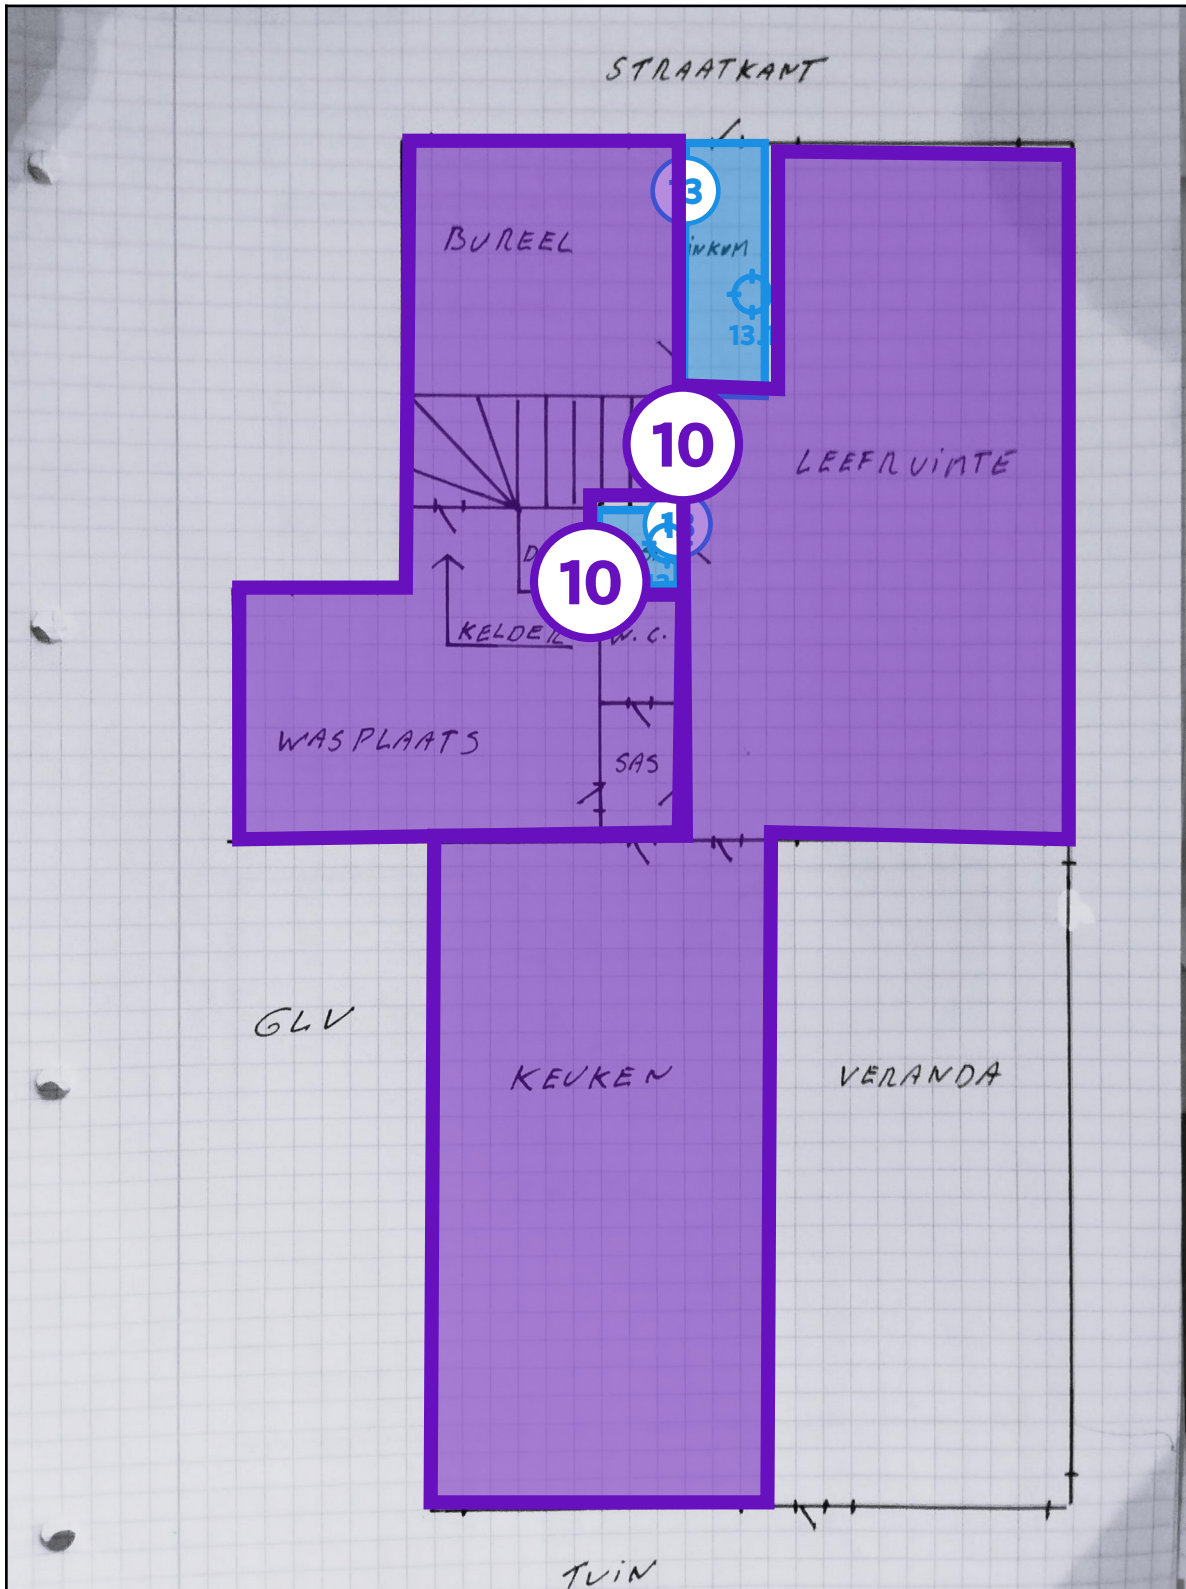 STRAATKANT
BUREEL
INKOM
13.
10
LEEFRUIMTE
10
KELDER
W.C.
WASPLAATS
SAS
GLV
KEUKEN
VERANDA
TUIN